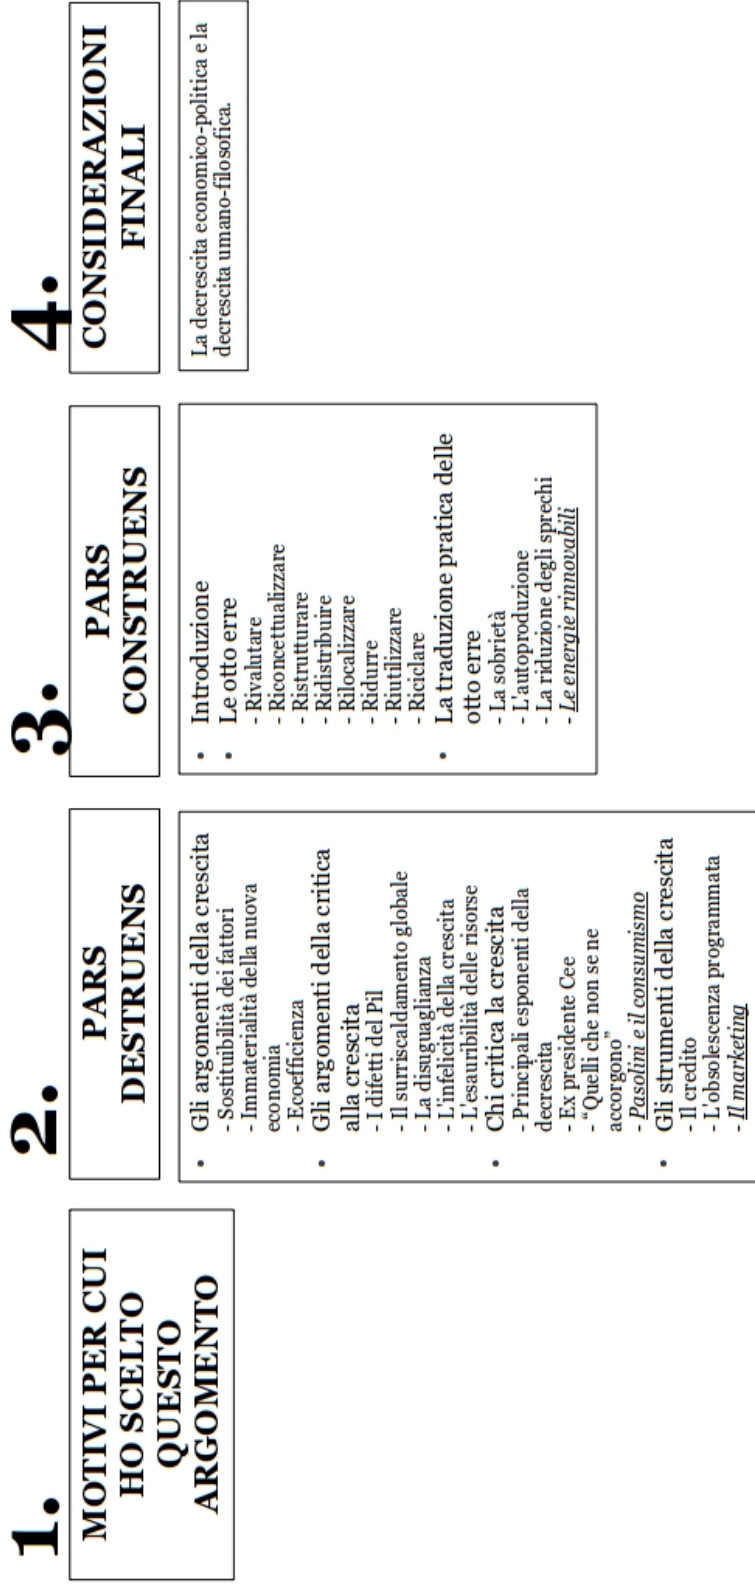 1.
MOTIVI PER CUI
HO SCELTO
QUESTO
ARGOMENTO
2.
PARS
DESTRUENS
• Gli argomenti della crescita
- Sostituibilità dei fattori
- Immaterialità della nuova
economia
- Ecoefficienza
• Gli argomenti della critica
alla crescita
- I difetti del Pil
- Il surriscaldamento globale
- La disuguaglianza
- L'infelicità della crescita
- L'esauribilità delle risorse
• Chi critica la crescita
- Principali esponenti della
decrescita
- Ex presidente Cee
- “Quelli che non se ne
accorgono”
- Pasolini e il consumismo
• Gli strumenti della crescita
- Il credito
- L'obsolescenza programmata
- Il marketing
3.
PARS
CONSTRUENS
• Introduzione
• Le otto erre
- Rivalutare
- Riconcettualizzare
- Ristrutturare
- Ridistribuire
- Rilocalizzare
- Ridurre
- Riutilizzare
- Riciclare
• La traduzione pratica delle
otto erre
- La sobrietà
- L'autoproduzione
- La riduzione degli sprechi
- Le energie rinnovabili
4.
CONSIDERAZIONI
FINALI
La decrescita economico-politica e la
decrescita umano-filosofica.